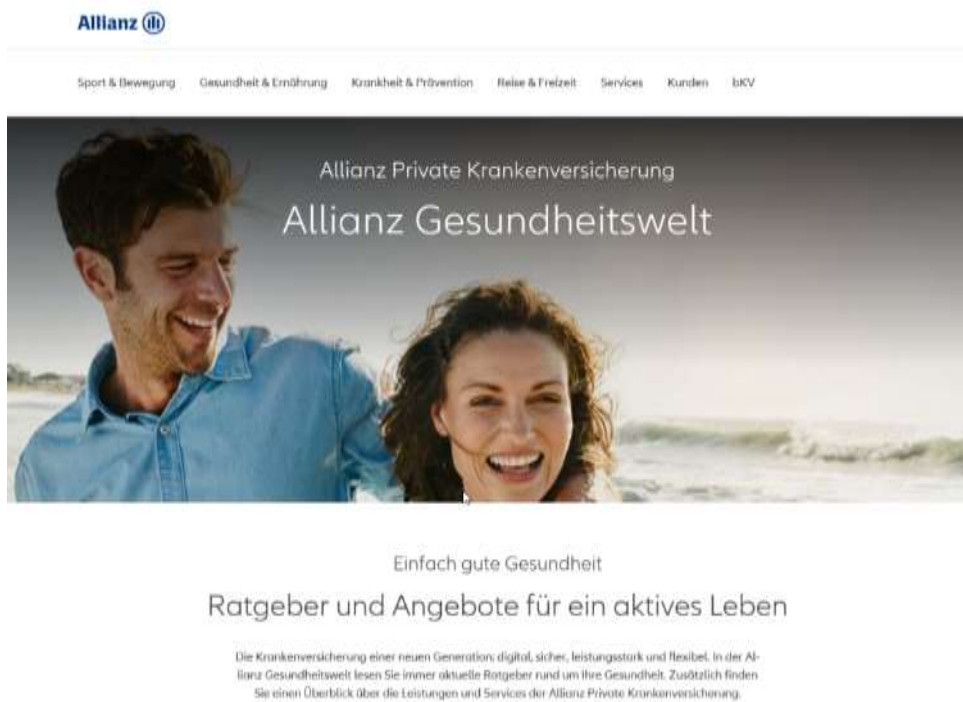 Allianz
Sport & Bewegung Gesundheit & Ernährung Krankheit & Prävention Reise & Freizeit Services Kunden bKV
Allianz Private Krankenversicherung
Allianz Gesundheitswelt
Einfach gute Gesundheit
Ratgeber und Angebote für ein aktives Leben
Die Krankenversicherung einer neuen Generation: digital, sicher, leistungsstark und flexibel. In der Al-
lianz Gesundheitswelt lesen Sie immer aktuelle Ratgeber rund um Ihre Gesundheit. Zusätzlich finden
Sie einen Überblick über die Leistungen und Services der Allianz Private Krankenversicherung.